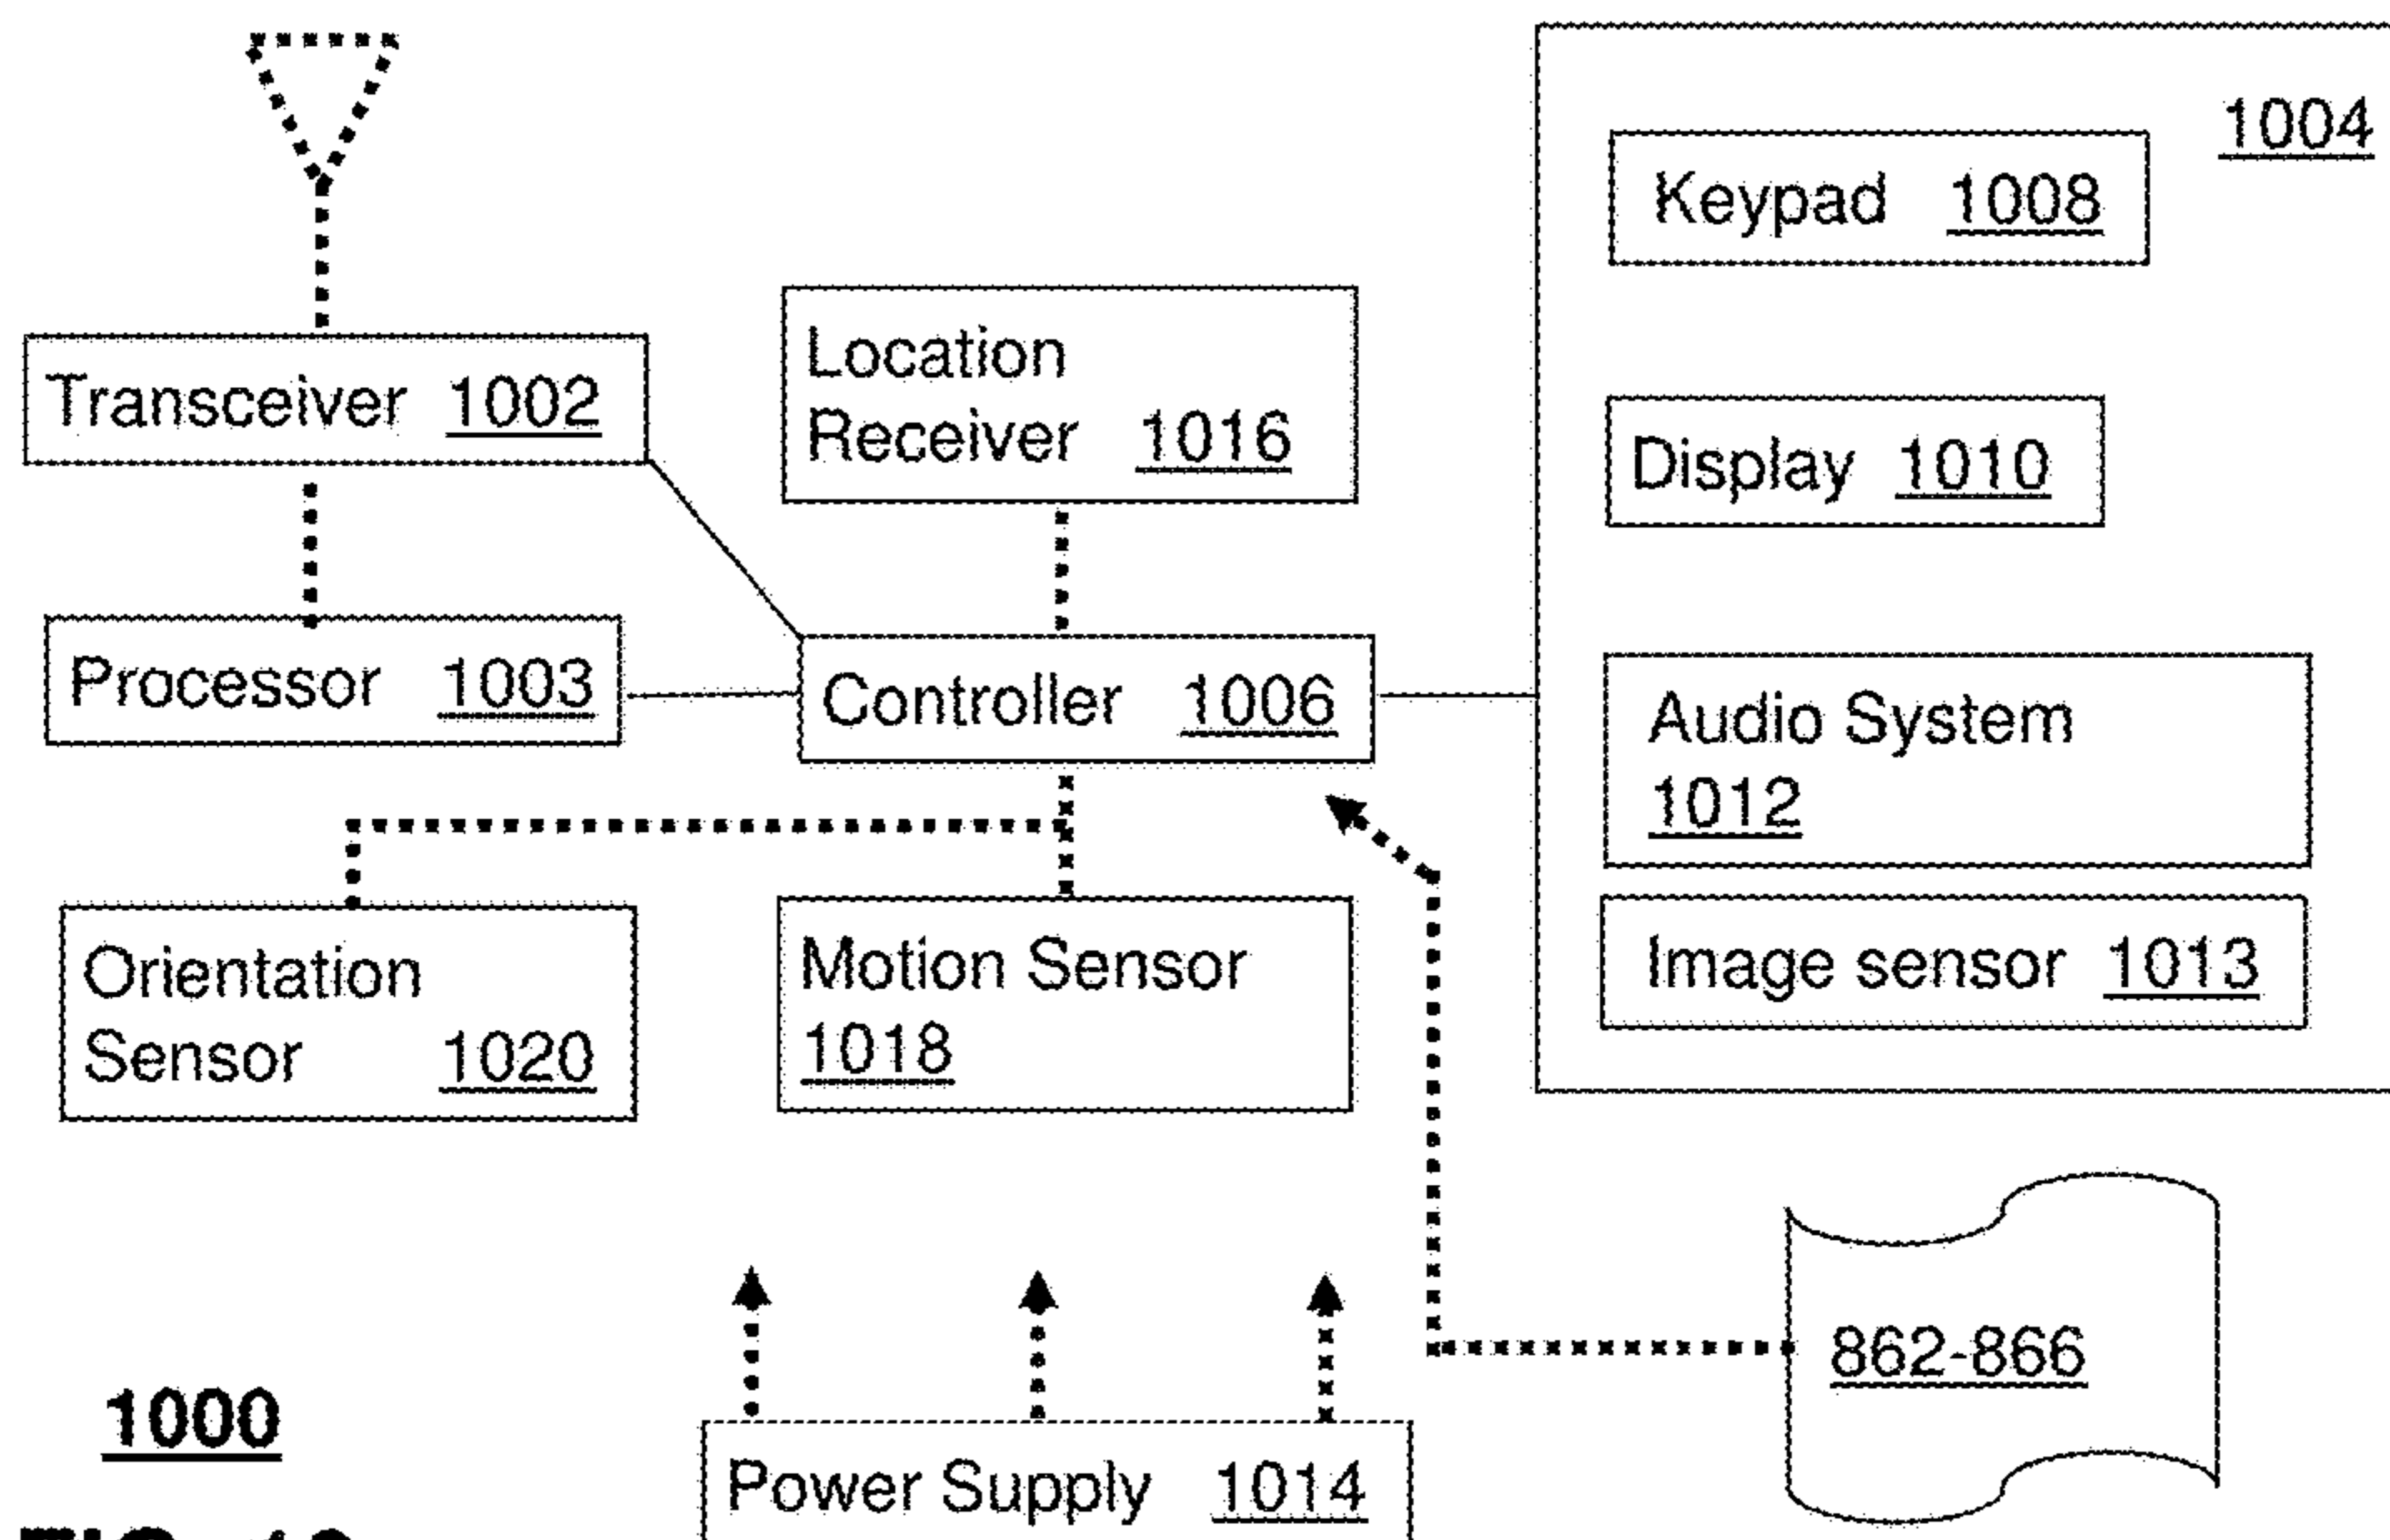 1004
Keypad 1008
Transceiver 1002
Location
Receiver 1016
Display 1010
Processor 1003
Controller 1006
Audio System
1012
Orientation
Sensor 1020
Motion Sensor
1018
Image sensor 1013
862-866
1000
Power Supply 1014